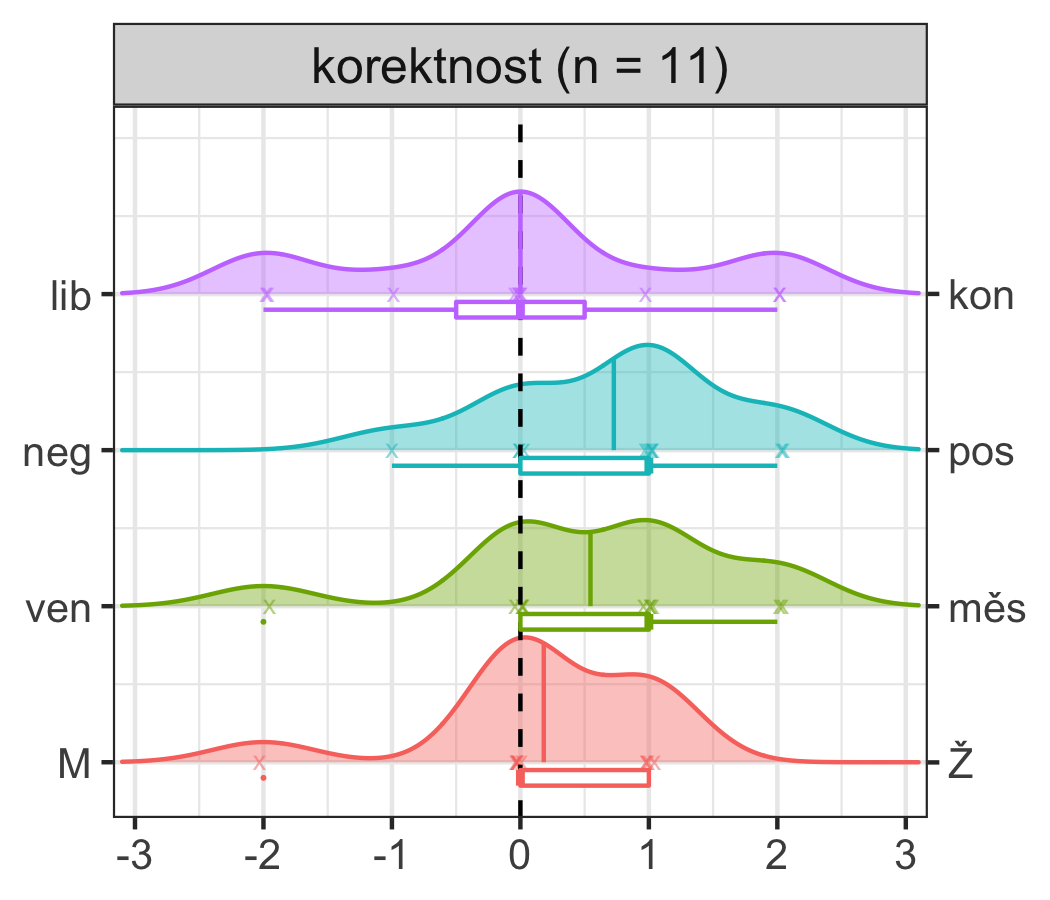 korektnost (n = 11)
lib kon
neg pos
ven měs
M Ž
-3 -2 -1 0 1 2 3